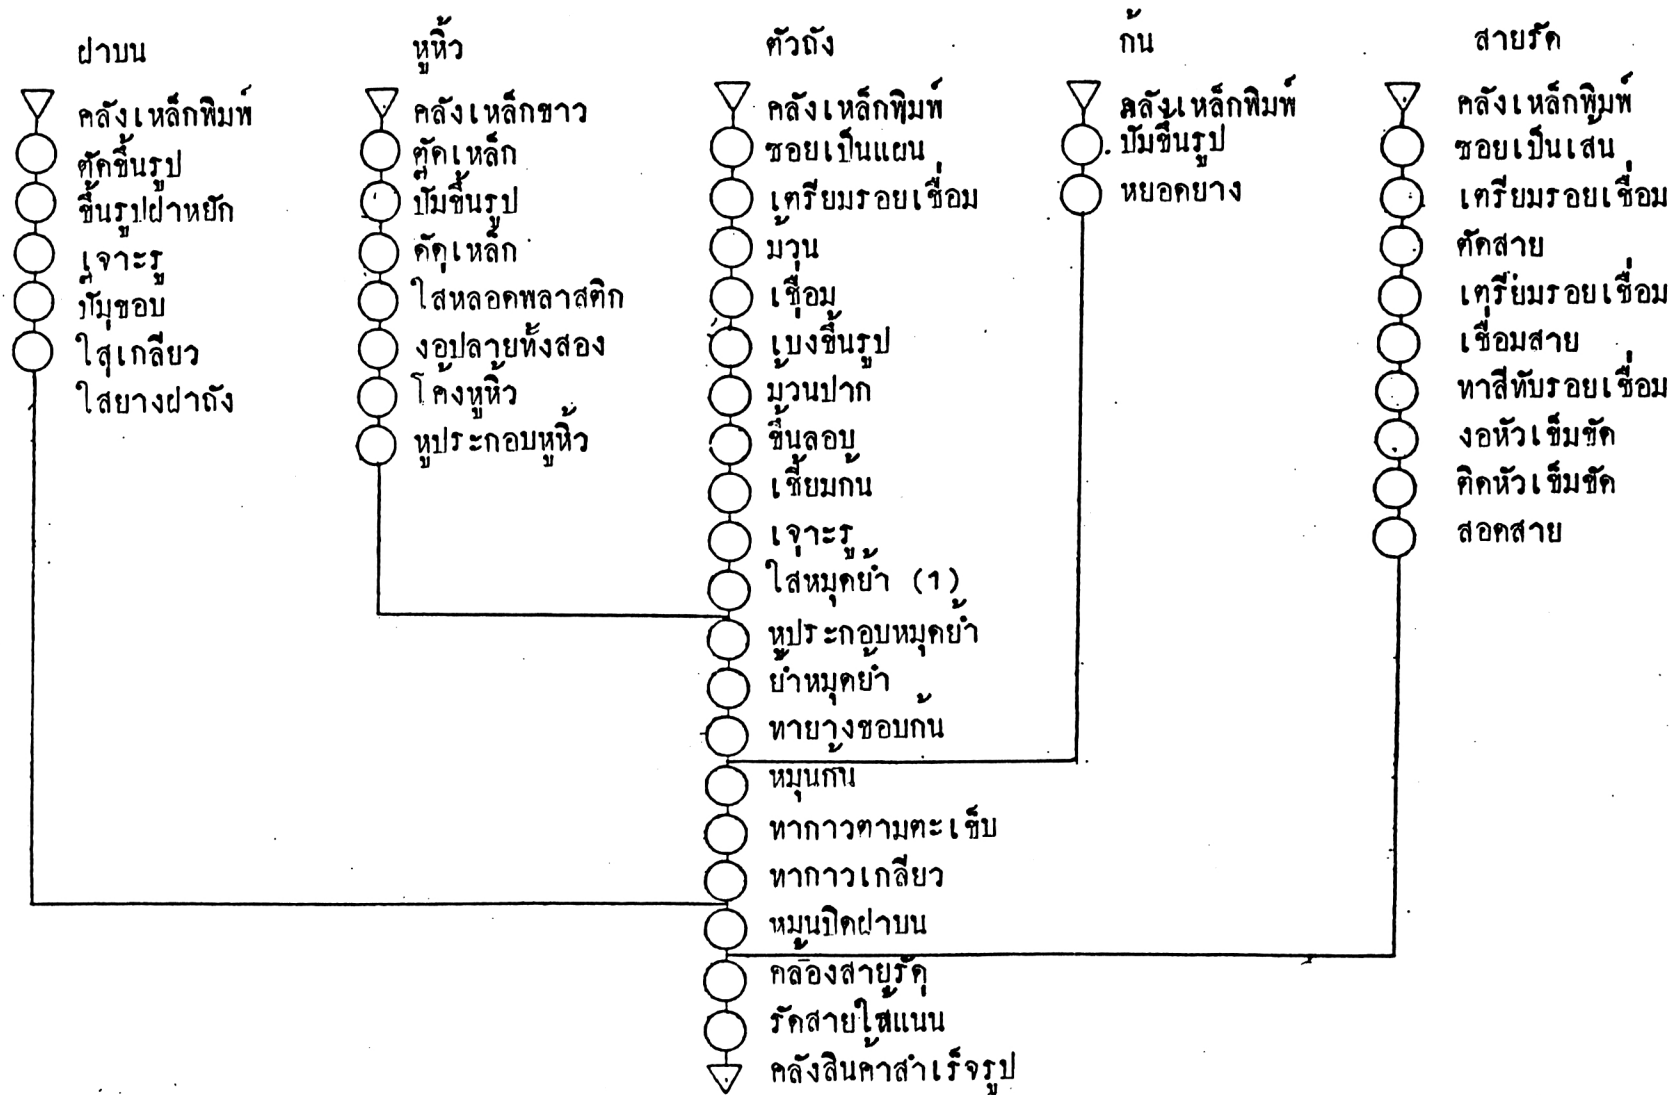 ฝาบน
คลังเหล็กพิมพ์
ตัดขึ้นรูป
ขึ้นรูปฝาหยัก
เจาะรู
ปั๊มขอบ
ใส่เกลียว
ใส่ยางฝาถัง
หูหิ้ว
คลังเหล็กขาว
ตัดเหล็ก
ปั๊มขึ้นรูป
ดัดเหล็ก
ใส่หลอดพลาสติก
งอปลายทั้งสอง
โค้งหูหิ้ว
หูประกอบหูหิ้ว
ตัวถัง
คลังเหล็กพิมพ์
ซอยเป็นแผน
เตรียมรอยเชื่อม
ม้วน
เชื่อม
เบ่งขึ้นรูป
ม้วนปาก
ขึ้นลอน
เชี้ยมก้น
เจาะรู
ใส่หมุดย้ำ (1)
หูประกอบหมุดย้ำ
ย้ำหมุดย้ำ
ทายางขอบก้น
หมุนก้น
ทากาวตามตะเข็บ
ทากาวเกลียว
หมุนปิดฝาบน
คล้องสายรัด
รัดสายให้แนน
คลังสินค้าสำเร็จรูป
ก้น
คลังเหล็กพิมพ์
ปั๊มขึ้นรูป
หยอดยาง
สายรัด
คลังเหล็กพิมพ์
ซอยเป็นเส้น
เตรียมรอยเชื่อม
ตัดสาย
เตรียมรอยเชื่อม
เชื่อมสาย
ทาสีทับรอยเชื่อม
งอหัวเข็มขัด
ติดหัวเข็มขัด
สอดสาย